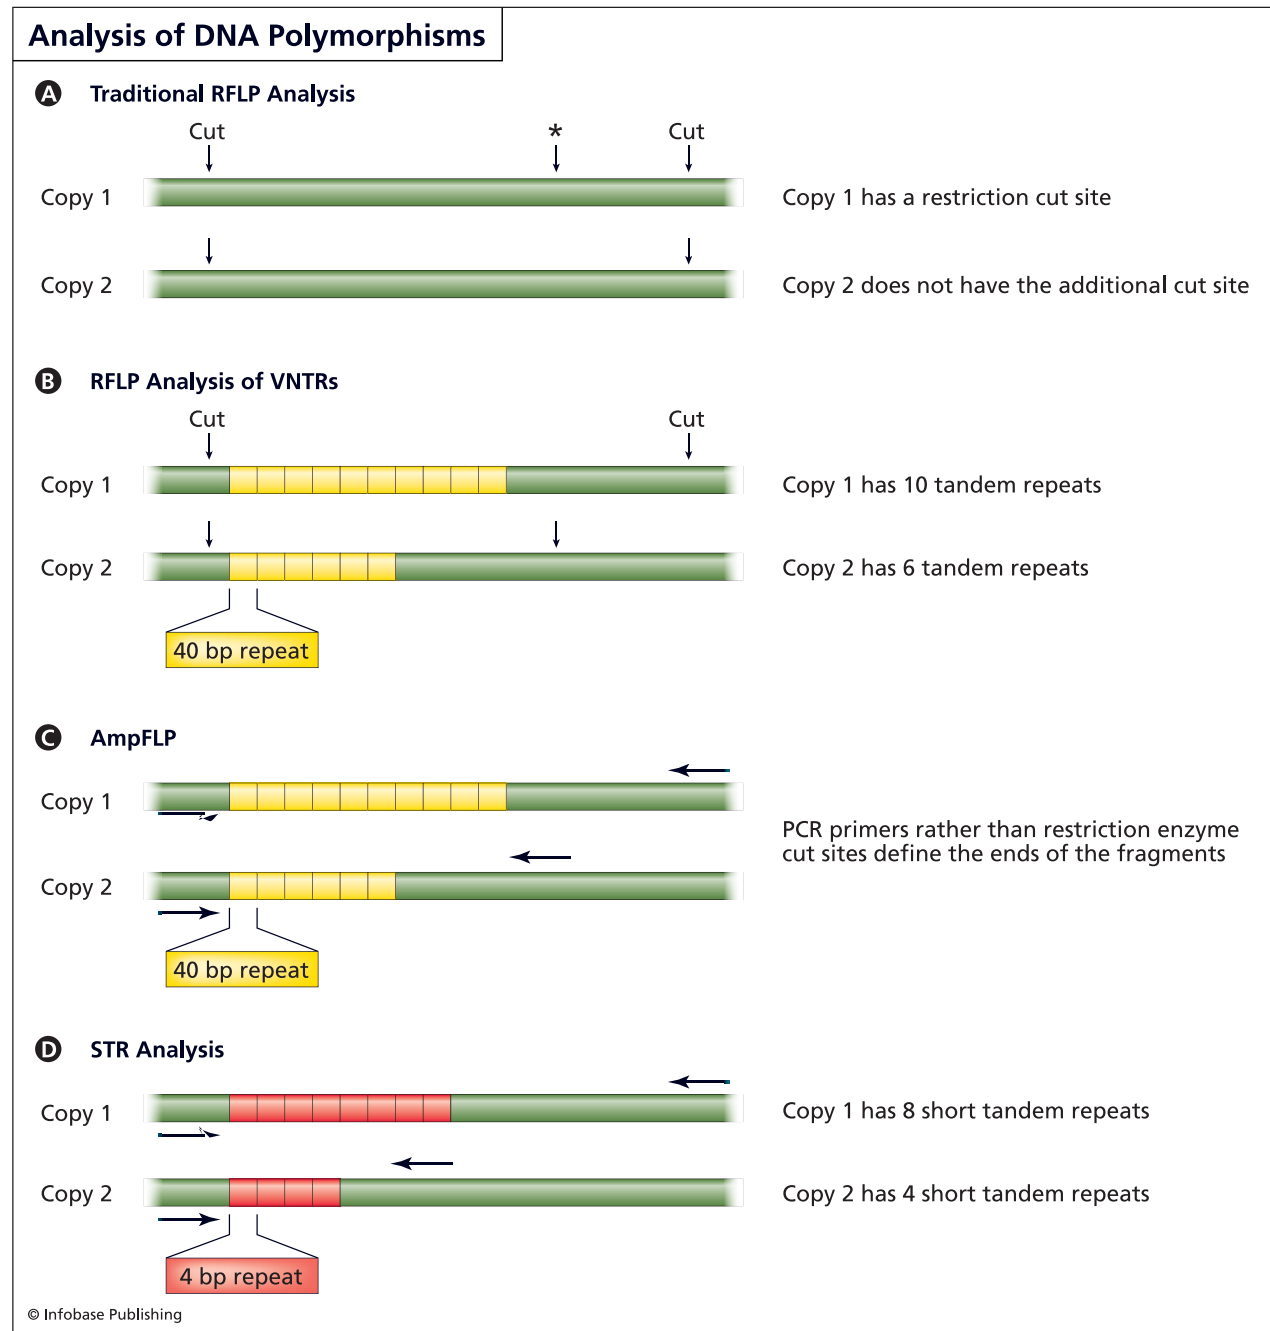 Analysis of DNA Polymorphisms
A Traditional RFLP Analysis
Cut * Cut
Copy 1 Copy 1 has a restriction cut site
Copy 2 Copy 2 does not have the additional cut site
B RFLP Analysis of VNTRs
Cut Cut
Copy 1 Copy 1 has 10 tandem repeats
Copy 2 Copy 2 has 6 tandem repeats
40 bp repeat
C AmpFLP
Copy 1
PCR primers rather than restriction enzyme
cut sites define the ends of the fragments
Copy 2
40 bp repeat
D STR Analysis
Copy 1 Copy 1 has 8 short tandem repeats
Copy 2 Copy 2 has 4 short tandem repeats
4 bp repeat
© Infobase Publishing